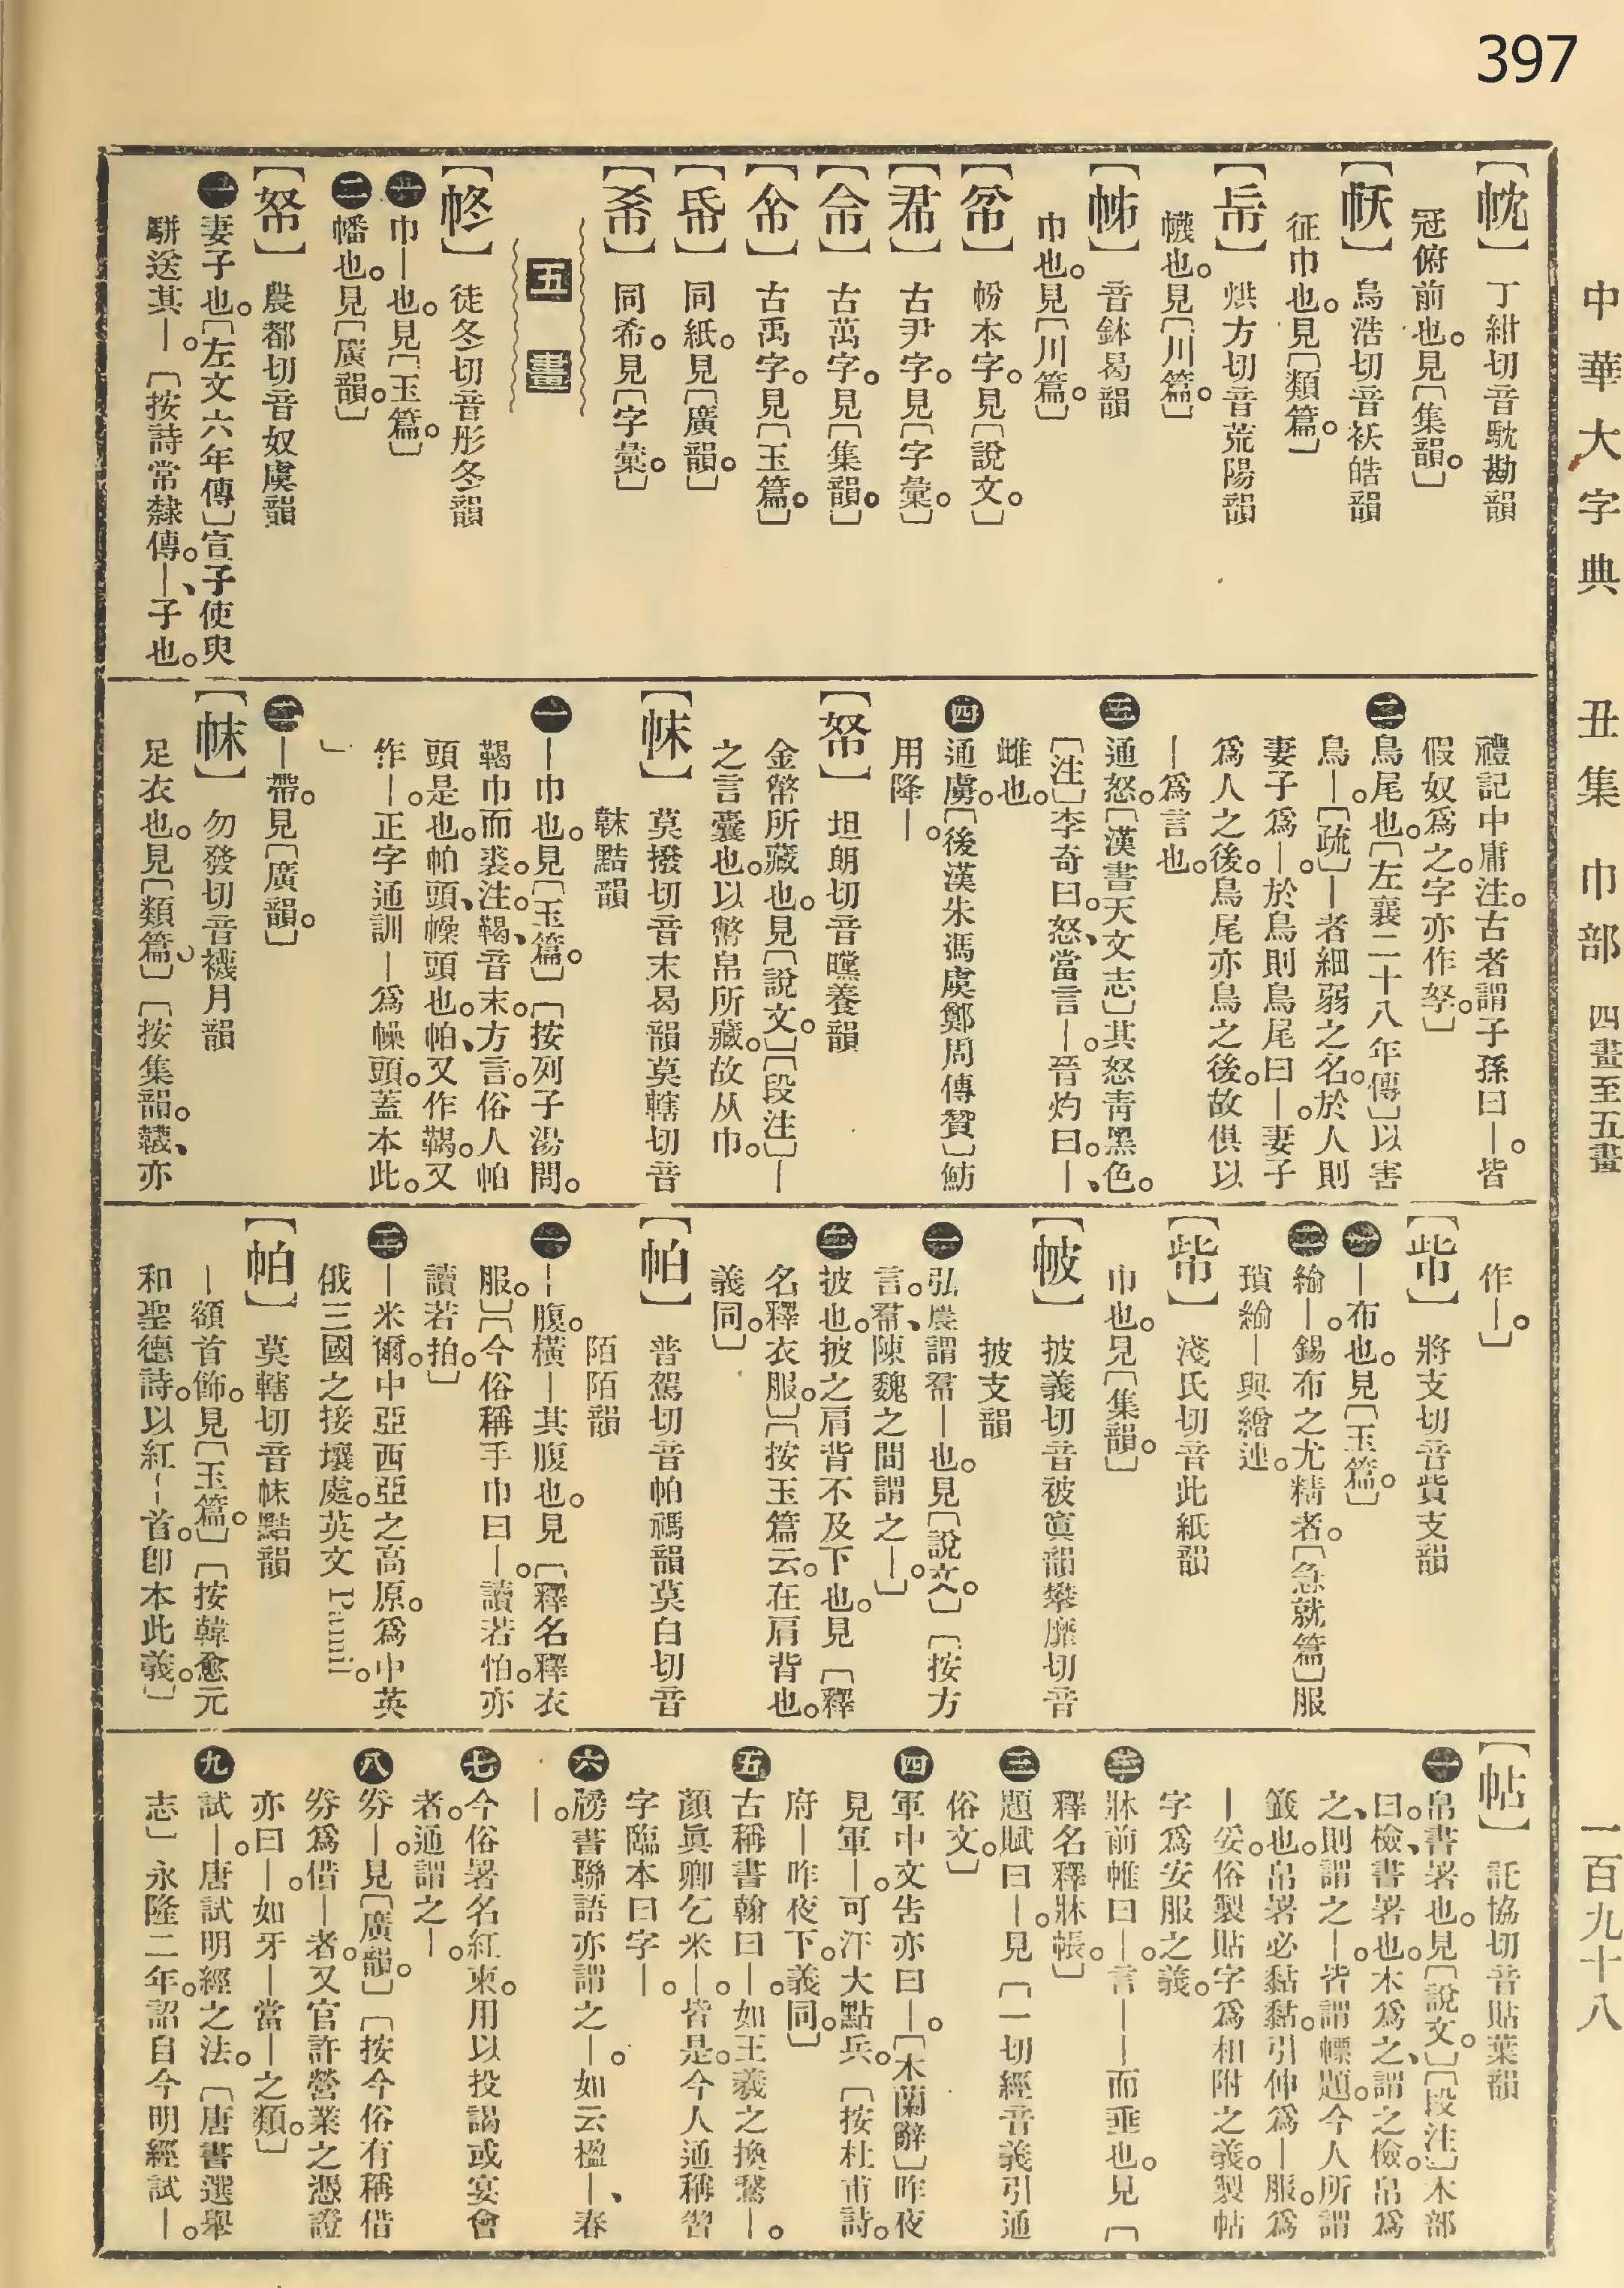 397
中華大字典 丑集 巾部 四畫至五畫 一百九十八
【㡈】 丁紺切音馾勘韻
冠俯前也。見〔集韻。〕
【㡊】 烏浩切音襖皓韻
征巾也。見〔類篇。〕
【㠵】 烘方切音荒陽韻
幭也。見〔川篇。〕
音鉢曷韻
巾也。見〔川篇。〕
【帉】 帉本字。見〔說文。〕
【帬】 古尹字。見〔字彙。〕
古萬字。見〔集韻。〕
古禹字。見〔玉篇。〕
【帋】 同紙。見〔廣韻。〕
同希。見〔字彙。〕
五 畫
【㡌】 徒冬切音彤冬韻
㊀巾—也。見〔玉篇。〕
㊁幡也。見〔廣韻。〕
【帑】 農都切音奴虞韻
㊀妻子也。〔左文六年傳〕宣子使臾
駢送其—。〔按詩常隸傳。—、子也。
禮記中庸注。古者謂子孫曰—。皆
假奴爲之。字亦作孥。〕
㊁鳥尾也。〔左襄二十八年傳〕以害
鳥—。〔疏〕—者細弱之名。於人則
妻子爲—。於鳥則鳥尾曰—。妻子
爲人之後。鳥尾亦鳥之後。故俱以
—爲言也。
㊂通怒。〔漢書天文志〕其怒靑黑色。
〔注〕李奇曰。怒、當言—。晉灼曰。—、
雌也。
㊃通虜。〔後漢朱馮虞鄭周傳贊〕魴
用降—。
【帑】 坦朗切音曭養韻
金幣所藏也。見〔說文。〕〔段注〕—
之言囊也。以幣帛所藏。故从巾。
【帓】 莫撥切音末曷韻莫轄切音
韎黠韻
㊀—巾也。見〔玉篇。〕〔按列子湯問。
鞨巾而裘。注。鞨、音末。方言。俗人帕
頭是也。帕頭、幧頭也。帕、又作鞨。又
作—。正字通訓—爲幧頭。蓋本此。
〕
㊁—帶。見〔廣韻。〕
【帓】 勿發切音襪月韻
足衣也。見〔類篇。〕〔按集韻。韈、亦
作—。〕
【㡑】 將支切音貲支韻
㊀—布也。見〔玉篇。〕
㊁緰—。錫布之尤精者。〔急就篇〕服
瑣緰—與繒連。
【㡑】 淺氏切音此紙韻
巾也。見〔集韻。〕
【帔】 披義切音被寘韻攀靡切音
披支韻
㊀弘農謂帬—也。見〔說文。〕〔按方
言。帬、陳魏之間謂之—。〕
㊁披也。披之肩背不及下也。見〔釋
名釋衣服。〕〔按玉篇云。在肩背也。
義同。〕
【帕】 普駕切音帊禡韻莫白切音
陌陌韻
㊀—腹。橫—其腹也。見〔釋名釋衣
服。〕〔今俗稱手巾曰—。讀若怕。亦
讀若拍。〕
㊁—米爾。中亞西亞之高原。爲中英
俄三國之接壤處。英文 Pamir。
【帕】 莫轄切音帓黠韻
—額首飾。見〔玉篇。〕〔按韓愈元
和聖德詩。以紅—首。卽本此義。〕
【帖】 託協切音貼葉韻
㊀帛書署也。見〔說文。〕〔段注〕木部
曰。檢、書署也。木爲之、謂之檢。帛爲
之、則謂之—。皆謂幖題。今人所謂
籤也。帛署必黏黏。引伸爲—服。爲
—妥。俗製貼字爲相附之義。製帖
字爲安服之義。
㊁牀前帷曰—。言——而垂也。見〔
釋名釋牀帳。〕
㊂題賦曰—。見〔一切經音義引通
俗文。〕
㊃軍中文吿亦曰—。〔木蘭辭〕昨夜
見軍—。可汗大點兵。〔按杜甫詩。
府—昨夜下。義同。〕
㊄古稱書翰曰—。如王羲之換鵞—。
顏眞卿乞米—。皆是。今人通稱習
字臨本曰字—。
㊅牓書聯語亦謂之—。如云楹—、春
—。
㊆今俗署名紅柬。用以投謁或宴會
者。通謂之—。
㊇券—。見〔廣韻。〕〔按今俗有稱借
券爲借—者。又官許營業之憑證
亦曰—。如牙—當—之類。〕
㊈試—。唐試明經之法。〔唐書選舉
志〕永隆二年。詔自今明經試—。